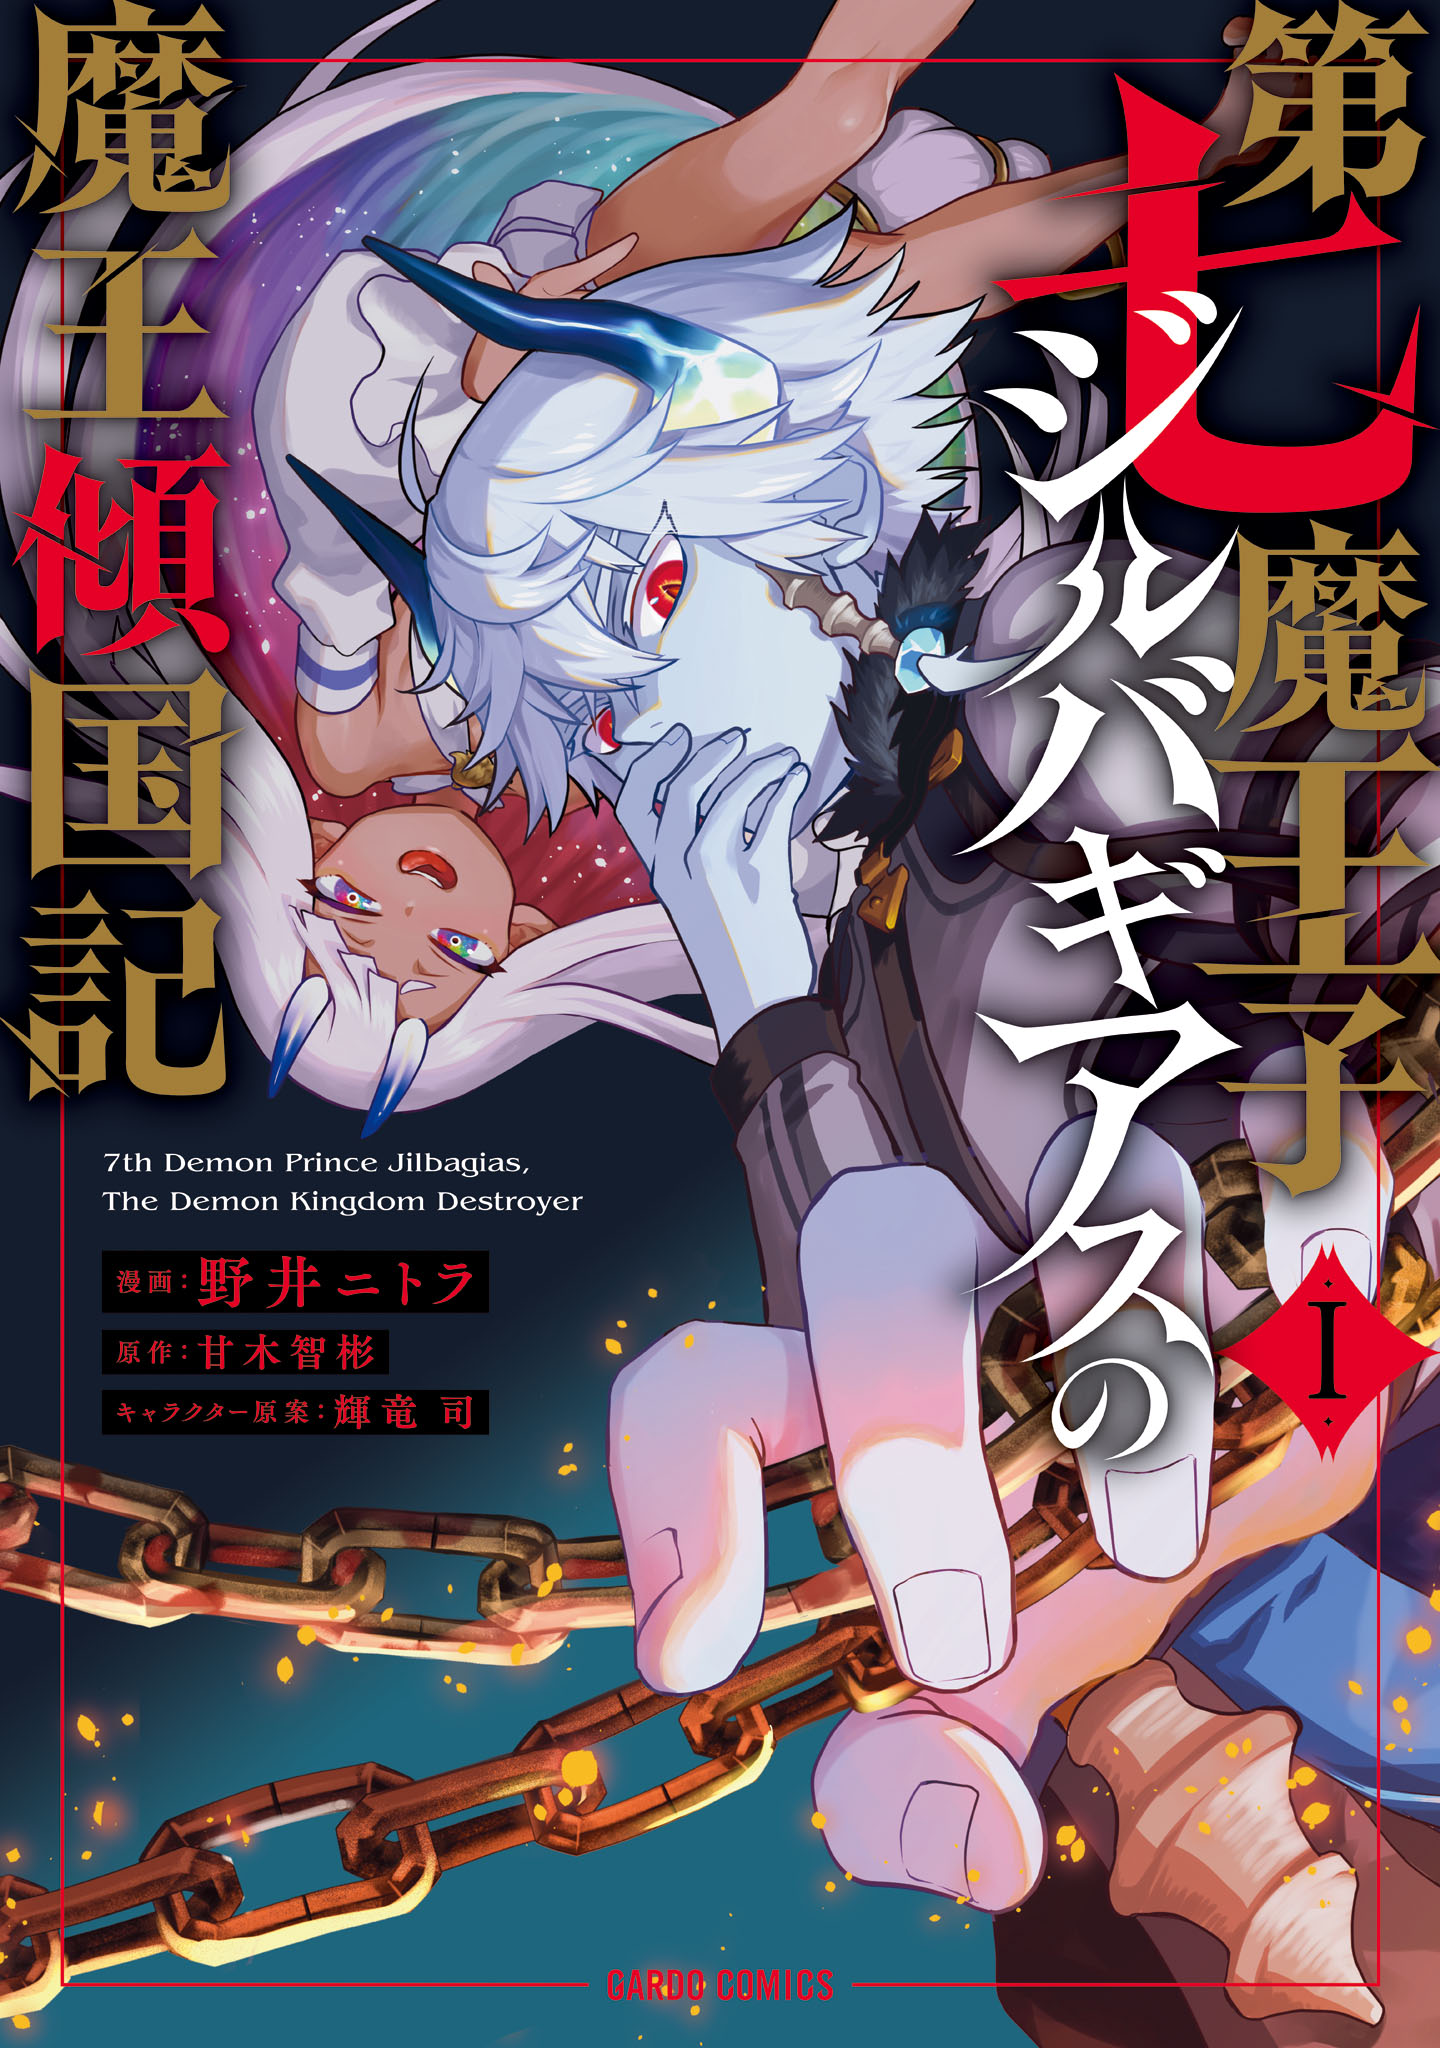 第七魔王子
ジルバギアスの
魔王傾国記
I
7th Demon Prince Jilbagias,
The Demon Kingdom Destroyer
漫画:野井ニトラ
原作:甘木智彬
キャラクター原案:輝竜 司
GARDO COMICS